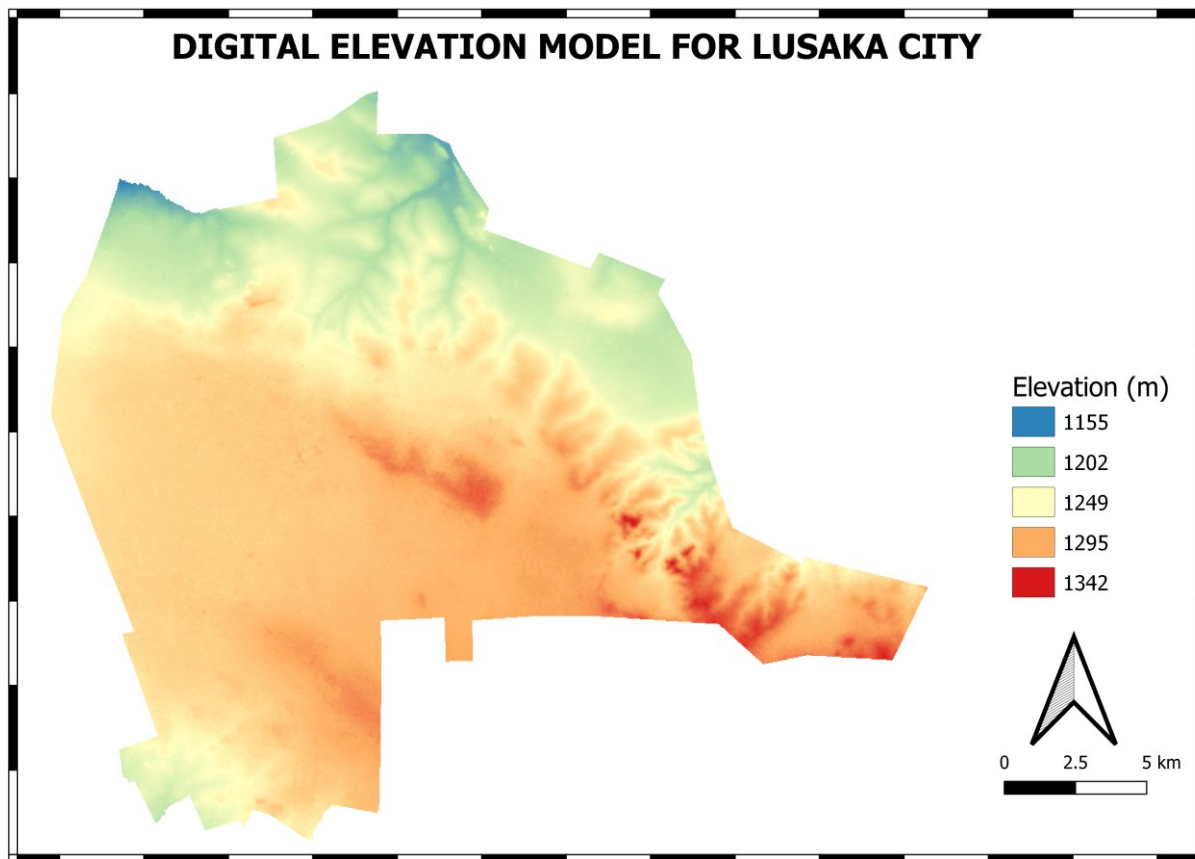 DIGITAL ELEVATION MODEL FOR LUSAKA CITY
Elevation (m)
1155
1202
1249
1295
1342
0 2.5 5 km